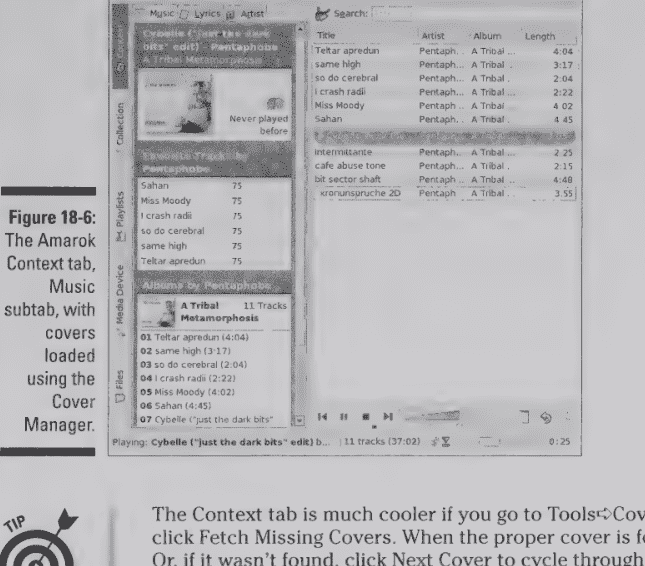 Music Lyrics Artist
Search:
Cybelle ("just the dark
bits" edit) - Pentaphobe
A Tribal Metamorphosis
Never played
before
Favorite Tracks by
Pentaphobe
Sahan 75
Miss Moody 75
I crash radii 75
so do cerebral 75
same high 75
Teltar apredun 75
Albums by Pentaphobe
A Tribal 11 Tracks
Metamorphosis
01 Teltar apredun (4:04)
02 same high (3:17)
03 so do cerebral (2:04)
04 I crash radii (2:22)
05 Miss Moody (4:02)
06 Sahan (4:45)
07 Cybelle ("just the dark bits"
Collection
Playlists
Media Device
Files
Title Artist Album Length
Teltar apredun Pentaph... A Tribal ... 4:04
same high Pentaph... A Tribal . 3:17
so do cerebral Pentaph.. A Tribal . 2:04
I crash radii Pentaph... A Tribal ... 2:22
Miss Moody Pentaph... A Tribal . 4 02
Sahan Pentaph.. A Tribal . 4 45
Intermittante Pentaph.. A Tribal ... 2 25
cafe abuse tone Pentaph... A Tribal . 2:15
bit sector shaft Pentaph... A Tribal ... 4:48
kronunspruche 2D Pentaph A Tribal . 3.55
Playing: Cybelle ("just the dark bits" edit) b... 11 tracks (37:02) 0:25
Figure 18-6:
The Amarok
Context tab,
Music
subtab, with
covers
loaded
using the
Cover
Manager.
TIP
The Context tab is much cooler if you go to Tools➪Cov
click Fetch Missing Covers. When the proper cover is fo
Or, if it wasn't found, click Next Cover to cycle through